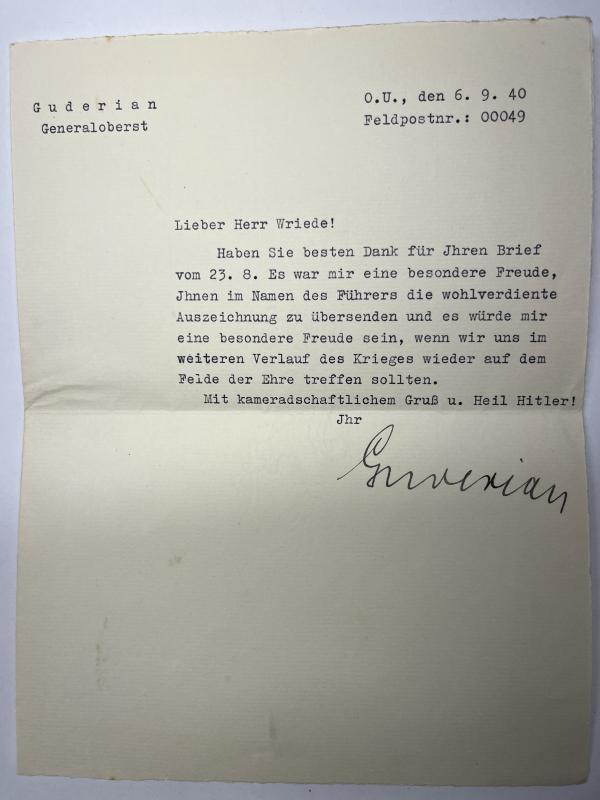 G u d e r i a n
Generaloberst
O.U., den 6. 9. 40
Feldpostnr.: 00049
Lieber Herr Wriede!
Haben Sie besten Dank für Jhren Brief
vom 23. 8. Es war mir eine besondere Freude,
Jhnen im Namen des Führers die wohlverdiente
Auszeichnung zu übersenden und es würde mir
eine besondere Freude sein, wenn wir uns im
weiteren Verlauf des Krieges wieder auf dem
Felde der Ehre treffen sollten.
Mit kameradschaftlichem Gruß u. Heil Hitler!
Jhr
Guderian